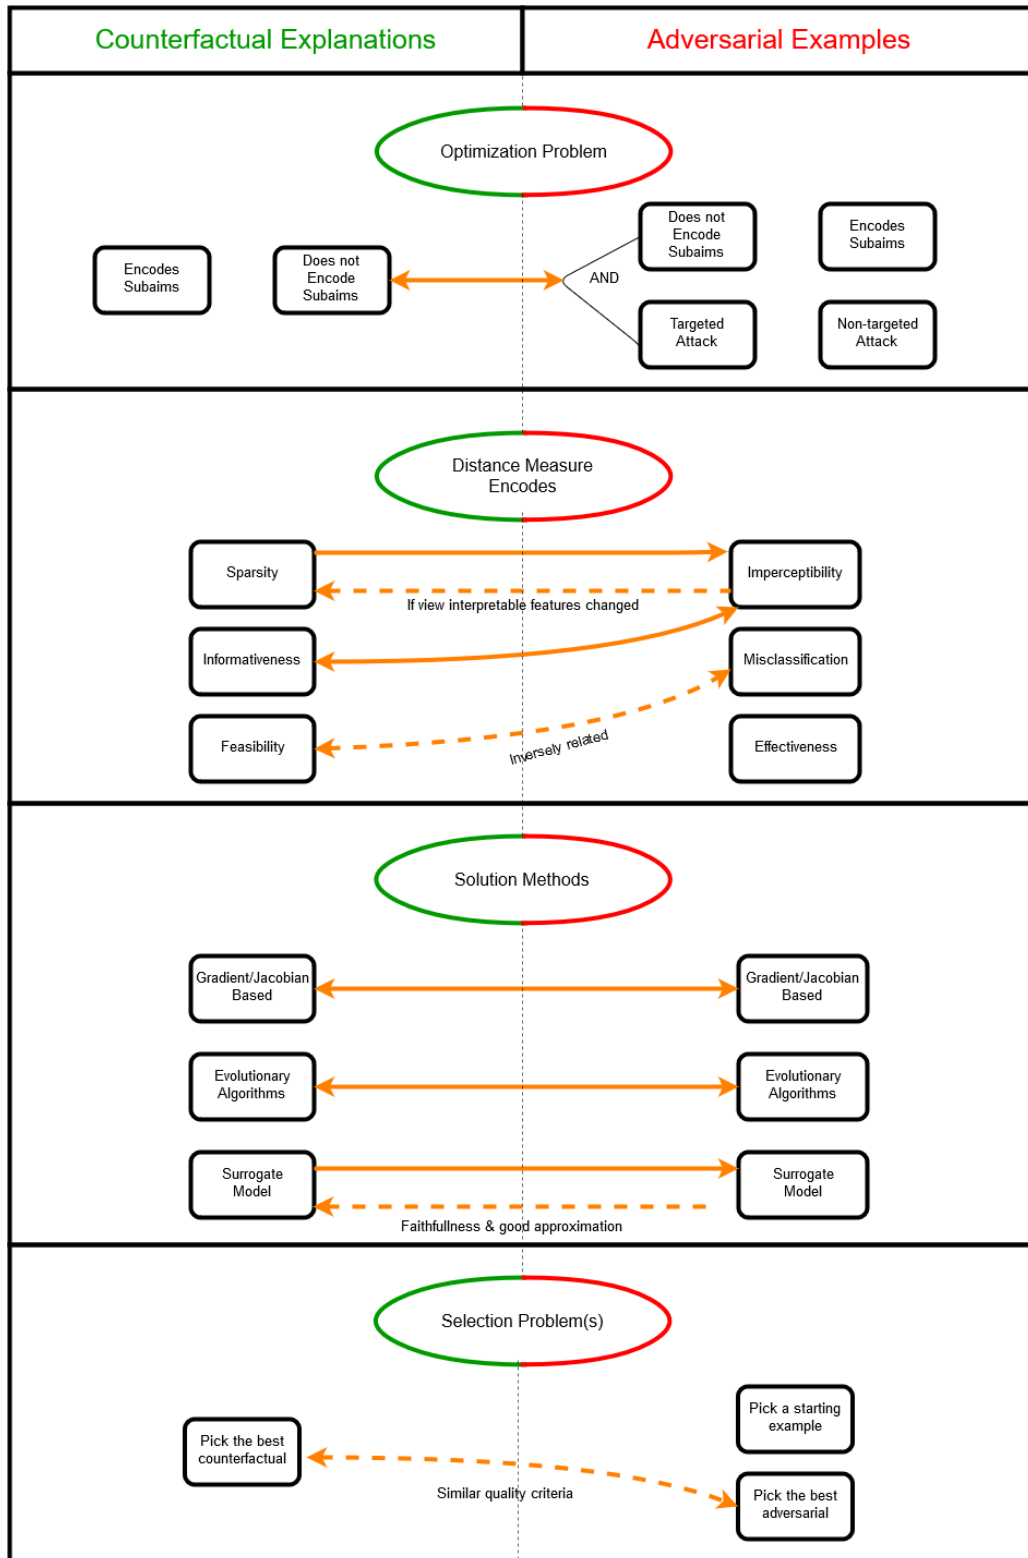 Counterfactual Explanations
Adversarial Examples
Optimization Problem
Encodes
Subaims
Does not
Encode
Subaims
AND
Does not
Encode
Subaims
Encodes
Subaims
Targeted
Attack
Non-targeted
Attack
Distance Measure
Encodes
Sparsity
Imperceptibility
If view interpretable features changed
Informativeness
Misclassification
Feasibility
Inversely related
Effectiveness
Solution Methods
Gradient/Jacobian
Based
Gradient/Jacobian
Based
Evolutionary
Algorithms
Evolutionary
Algorithms
Surrogate
Model
Surrogate
Model
Faithfullness & good approximation
Selection Problem(s)
Pick a starting
example
Pick the best
counterfactual
Similar quality criteria
Pick the best
adversarial